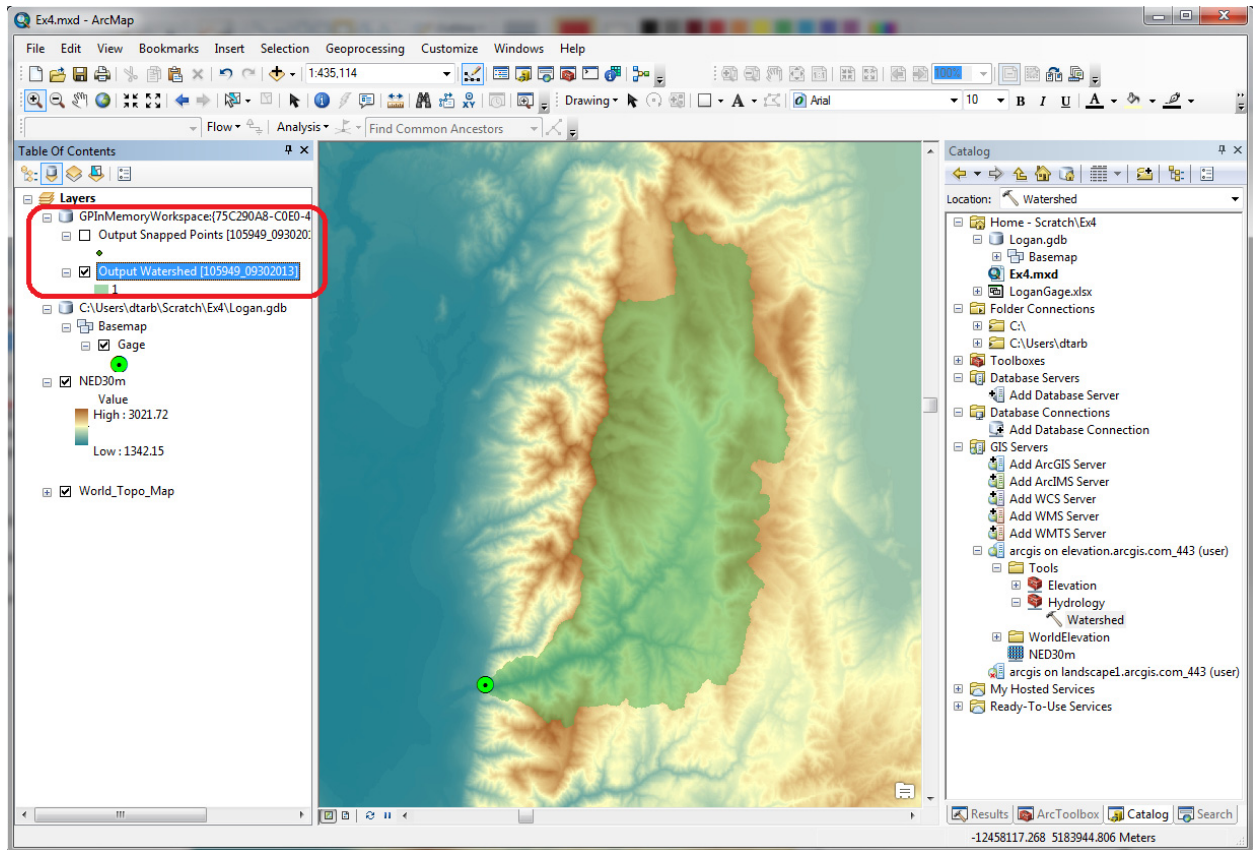 Ex4.mxd - ArcMap
File Edit View Bookmarks Insert Selection Geoprocessing Customize Windows Help
1:435,114
100%
Drawing
Arial
10
B I U A
Flow
Analysis
Find Common Ancestors
Table Of Contents
Layers
GPInMemoryWorkspace:{75C290A8-C0E0-4
Output Snapped Points [105949_093020
Output Watershed [105949_09302013]
1
C:\Users\dtarb\Scratch\Ex4\Logan.gdb
Basemap
Gage
NED30m
Value
High : 3021.72
Low : 1342.15
World_Topo_Map
Catalog
Location: Watershed
Home - Scratch\Ex4
Logan.gdb
Basemap
Ex4.mxd
LoganGage.xlsx
Folder Connections
C:\
C:\Users\dtarb
Toolboxes
Database Servers
Add Database Server
Database Connections
Add Database Connection
GIS Servers
Add ArcGIS Server
Add ArcIMS Server
Add WCS Server
Add WMS Server
Add WMTS Server
arcgis on elevation.arcgis.com_443 (user)
Tools
Elevation
Hydrology
Watershed
WorldElevation
NED30m
arcgis on landscape1.arcgis.com_443 (user)
My Hosted Services
Ready-To-Use Services
Results ArcToolbox Catalog Search
-12458117.268 5183944.806 Meters